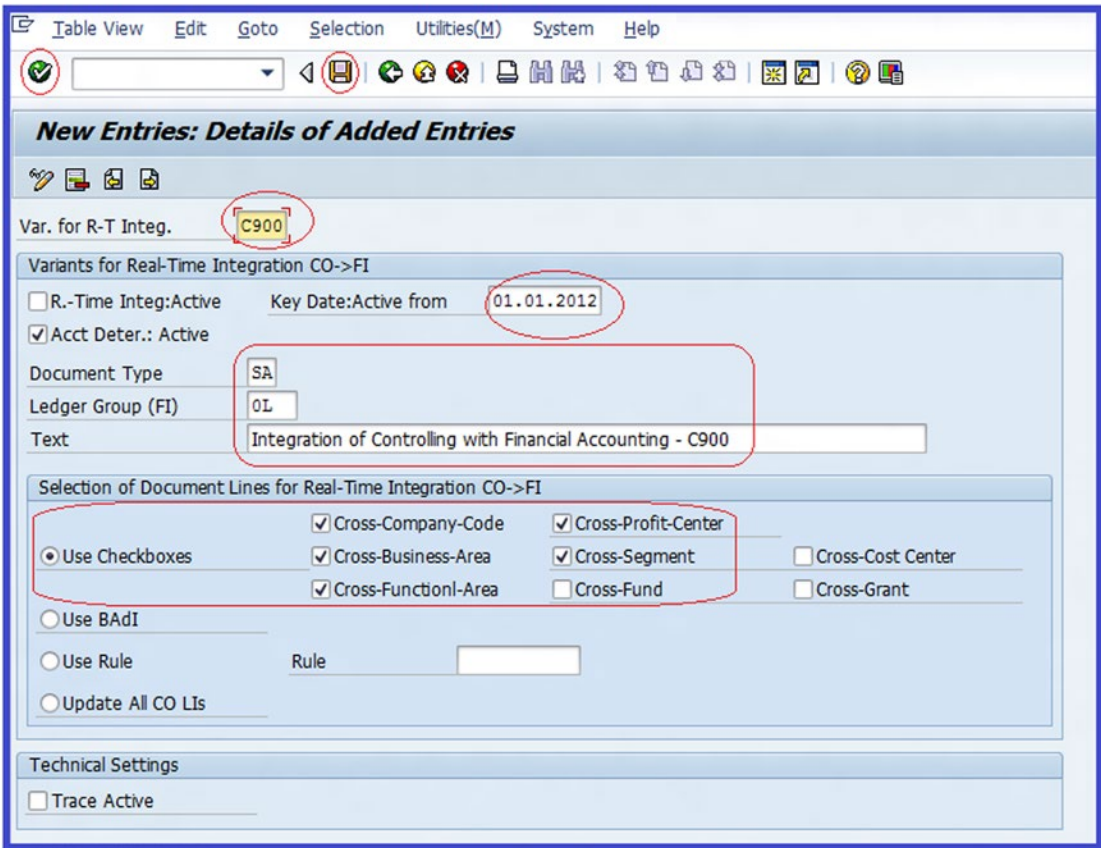 Table View Edit Goto Selection Utilities(M) System Help
New Entries: Details of Added Entries
Var. for R-T Integ. C900
Variants for Real-Time Integration CO->FI
R.-Time Integ:Active Key Date:Active from 01.01.2012
Acct Deter.: Active
Document Type SA
Ledger Group (FI) 0L
Text Integration of Controlling with Financial Accounting - C900
Selection of Document Lines for Real-Time Integration CO->FI
Cross-Company-Code Cross-Profit-Center
Use Checkboxes Cross-Business-Area Cross-Segment Cross-Cost Center
Cross-Functionl-Area Cross-Fund Cross-Grant
Use BAdI
Use Rule Rule
Update All CO LIs
Technical Settings
Trace Active